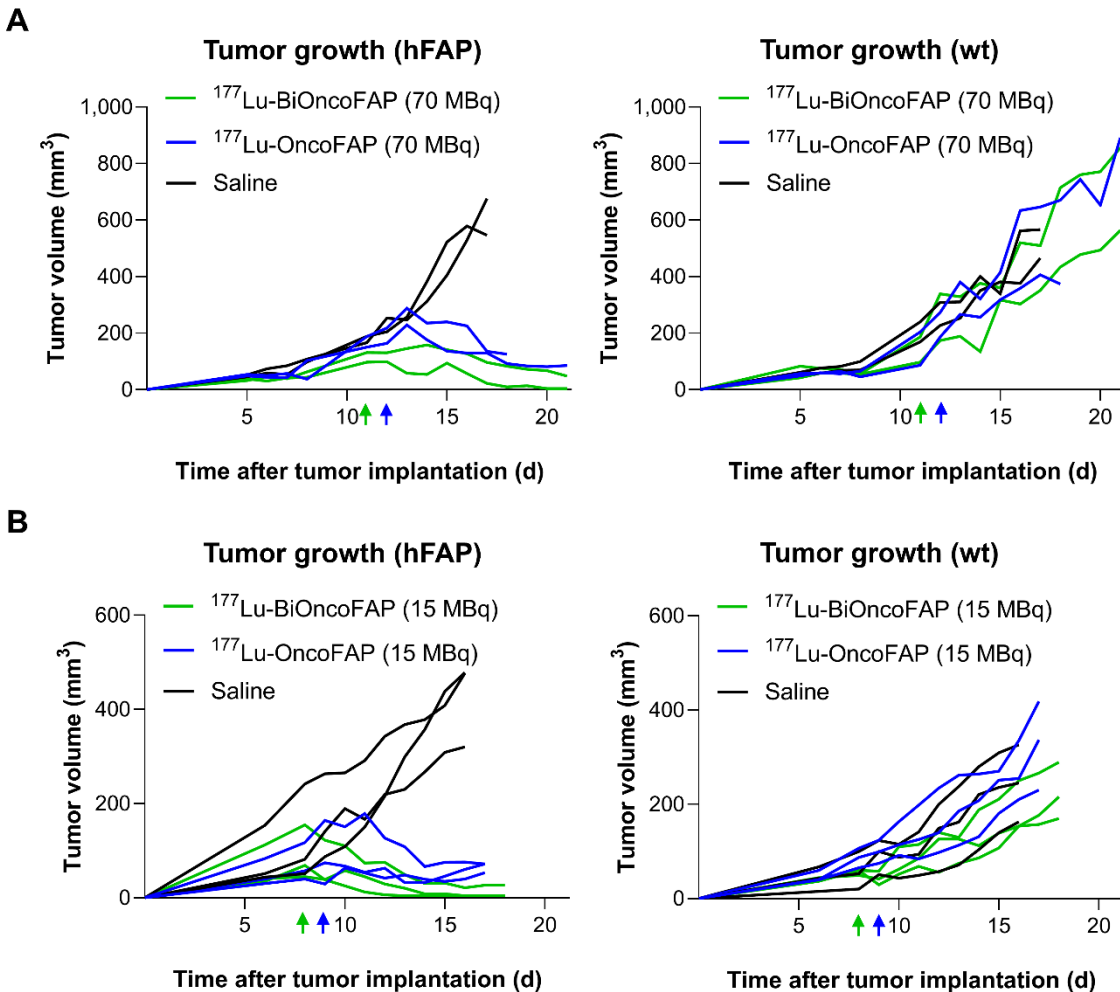 A
Tumor growth (hFAP)
¹⁷⁷Lu-BiOncoFAP (70 MBq)
¹⁷⁷Lu-OncoFAP (70 MBq)
Saline
Tumor volume (mm³)
1,000
800
600
400
200
0
5
10
15
20
Time after tumor implantation (d)
Tumor growth (wt)
¹⁷⁷Lu-BiOncoFAP (70 MBq)
¹⁷⁷Lu-OncoFAP (70 MBq)
Saline
Tumor volume (mm³)
1,000
800
600
400
200
0
5
10
15
20
Time after tumor implantation (d)
B
Tumor growth (hFAP)
¹⁷⁷Lu-BiOncoFAP (15 MBq)
¹⁷⁷Lu-OncoFAP (15 MBq)
Saline
Tumor volume (mm³)
600
400
200
0
5
10
15
20
Time after tumor implantation (d)
Tumor growth (wt)
¹⁷⁷Lu-BiOncoFAP (15 MBq)
¹⁷⁷Lu-OncoFAP (15 MBq)
Saline
Tumor volume (mm³)
600
400
200
0
5
10
15
20
Time after tumor implantation (d)